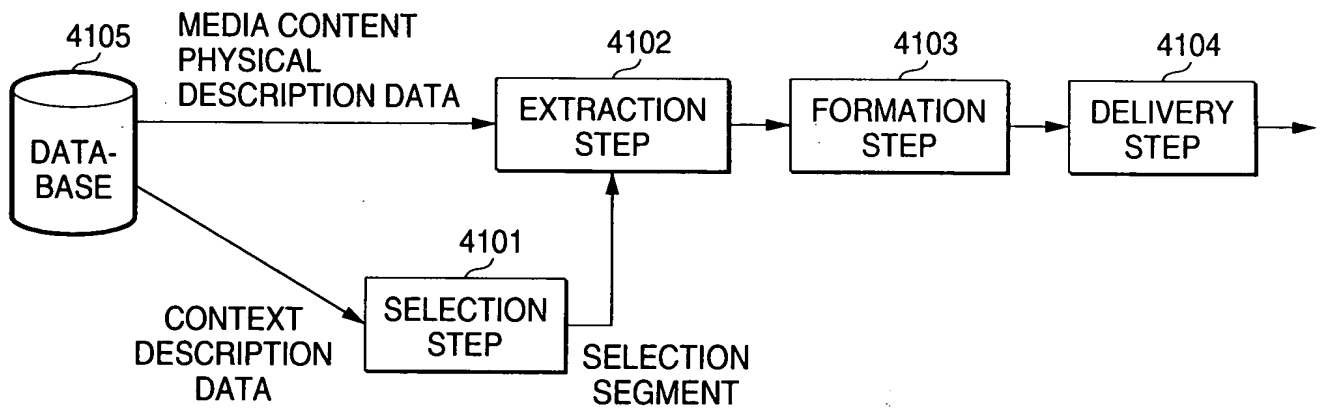 4105
MEDIA CONTENT
PHYSICAL
DESCRIPTION DATA
DATA-
BASE
4102
EXTRACTION
STEP
4103
FORMATION
STEP
4104
DELIVERY
STEP
4101
SELECTION
STEP
CONTEXT
DESCRIPTION
DATA
SELECTION
SEGMENT